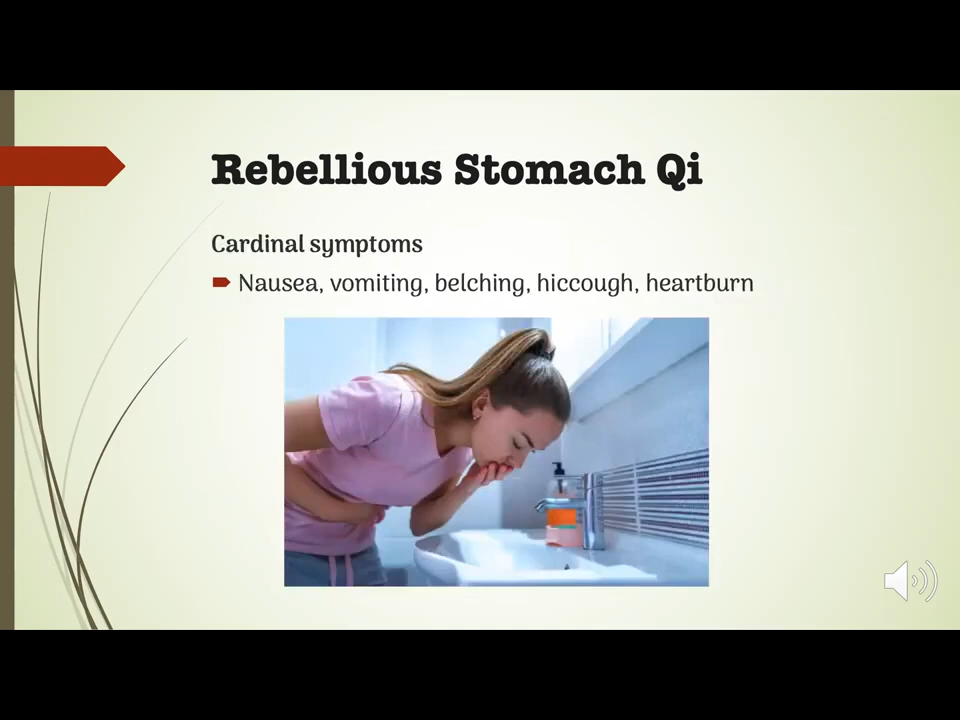 Rebellious Stomach Qi
Cardinal symptoms
Nausea, vomiting, belching, hiccough, heartburn